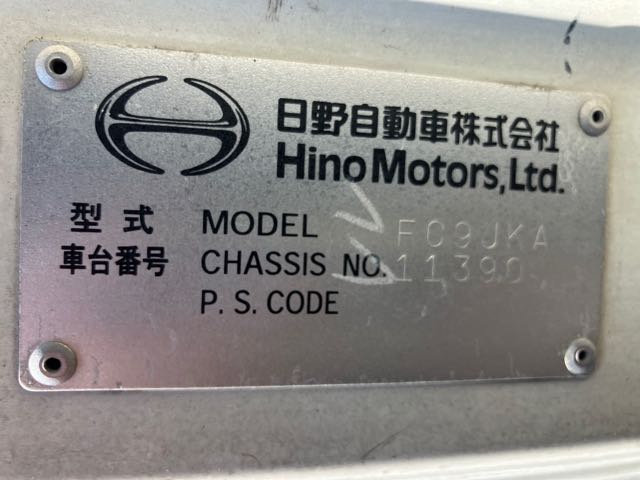 日野自動車株式会社
Hino Motors, Ltd.
型式 MODEL FC9JKA
車台番号 CHASSIS NO. 11390
P. S. CODE